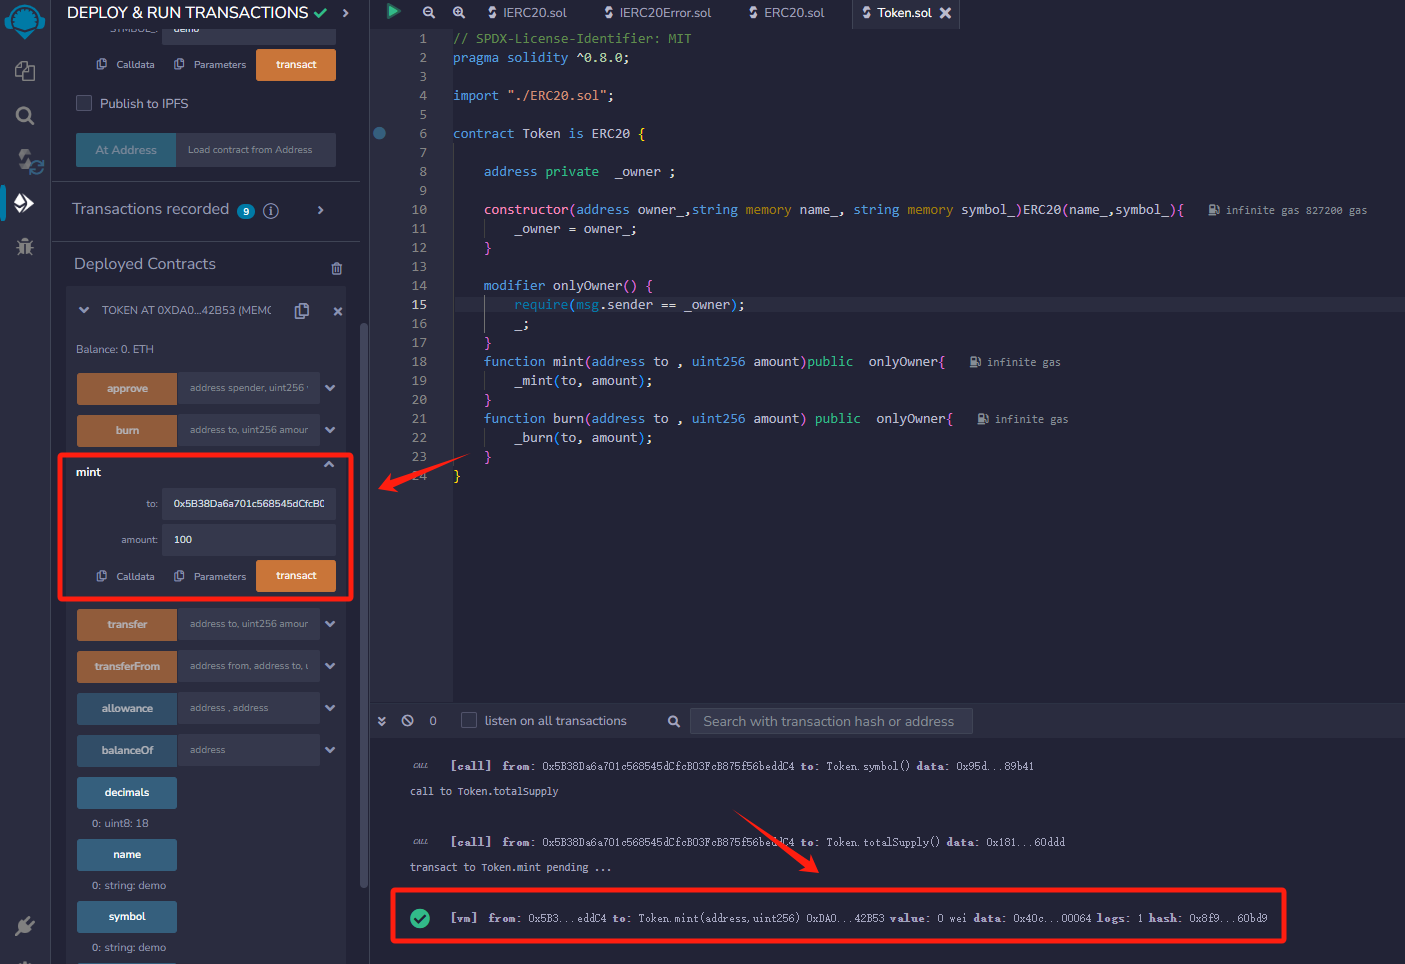 DEPLOY & RUN TRANSACTIONS
SYMBOL_: demo
Calldata Parameters transact
Publish to IPFS
At Address Load contract from Address
Transactions recorded 9 i
Deployed Contracts
TOKEN AT 0XDA0...42B53 (MEMO
Balance: 0. ETH
approve address spender, uint256
burn address to, uint256 amour
mint
to: 0x5B38Da6a701c568545dCfcB0
amount: 100
Calldata Parameters transact
transfer address to, uint256 amour
transferFrom address from, address to, u
allowance address , address
balanceOf address
decimals
0: uint8: 18
name
0: string: demo
symbol
0: string: demo
IERC20.sol IERC20Error.sol ERC20.sol Token.sol
1 // SPDX-License-Identifier: MIT
2 pragma solidity ^0.8.0;
3
4 import "./ERC20.sol";
5
6 contract Token is ERC20 {
7
8 address private _owner ;
9
10 constructor(address owner_,string memory name_, string memory symbol_)ERC20(name_,symbol_){ infinite gas 827200 gas
11 _owner = owner_;
12 }
13
14 modifier onlyOwner() {
15 require(msg.sender == _owner);
16 _;
17 }
18 function mint(address to , uint256 amount)public onlyOwner{ infinite gas
19 _mint(to, amount);
20 }
21 function burn(address to , uint256 amount) public onlyOwner{ infinite gas
22 _burn(to, amount);
23 }
24 }
0 listen on all transactions Search with transaction hash or address
CALL [call] from: 0x5B38Da6a701c568545dCfcB03FcB875f56beddC4 to: Token.symbol() data: 0x95d...89b41
call to Token.totalSupply
CALL [call] from: 0x5B38Da6a701c568545dCfcB03FcB875f56beddC4 to: Token.totalSupply() data: 0x181...60ddd
transact to Token.mint pending ...
[vm] from: 0x5B3...eddC4 to: Token.mint(address,uint256) 0xDA0...42B53 value: 0 wei data: 0x40c...00064 logs: 1 hash: 0x8f9...60bd9